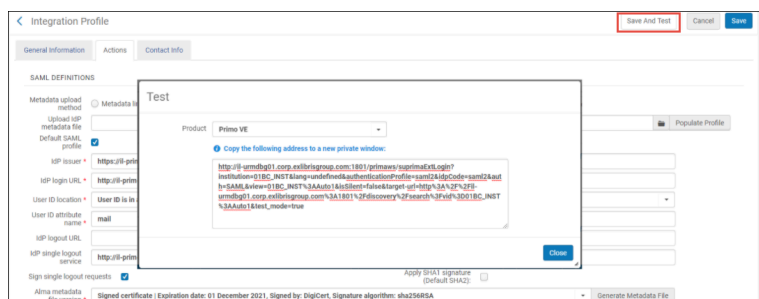 Integration Profile
Save And Test
Cancel
Save
General Information
Actions
Contact Info
SAML DEFINITIONS
Metadata upload method
Metadata
Upload IdP metadata file
Populate Profile
Default SAML profile
IdP issuer * https://il-prim
IdP login URL * http://il-prim
User ID location * User ID is in
User ID attribute name * mail
IdP logout URL
IdP single logout service http://il-prim
Sign single logout requests
Apply SHA1 signature (Default SHA2):
Alma metadata
Signed certificate | Expiration date: 01 December 2021, Signed by: DigiCert, Signature algorithm: sha256RSA
Generate Metadata File
Test
Product
Primo VE
Copy the following address to a new private window:
http://il-urmdbg01.corp.exlibrisgroup.com:1801/primaws/suprimaExtLogin?
institution=01BC_INST&lang=undefined&authenticationProfile=saml2&idpCode=saml2&aut
h=SAML&view=01BC_INST%3AAuto1&isSilent=false&target-url=http%3A%2F%2Fil-
urmdbg01.corp.exlibrisgroup.com%3A1801%2Fdiscovery%2Fsearch%3Fvid%3D01BC_INST
%3AAuto1&test_mode=true
Close